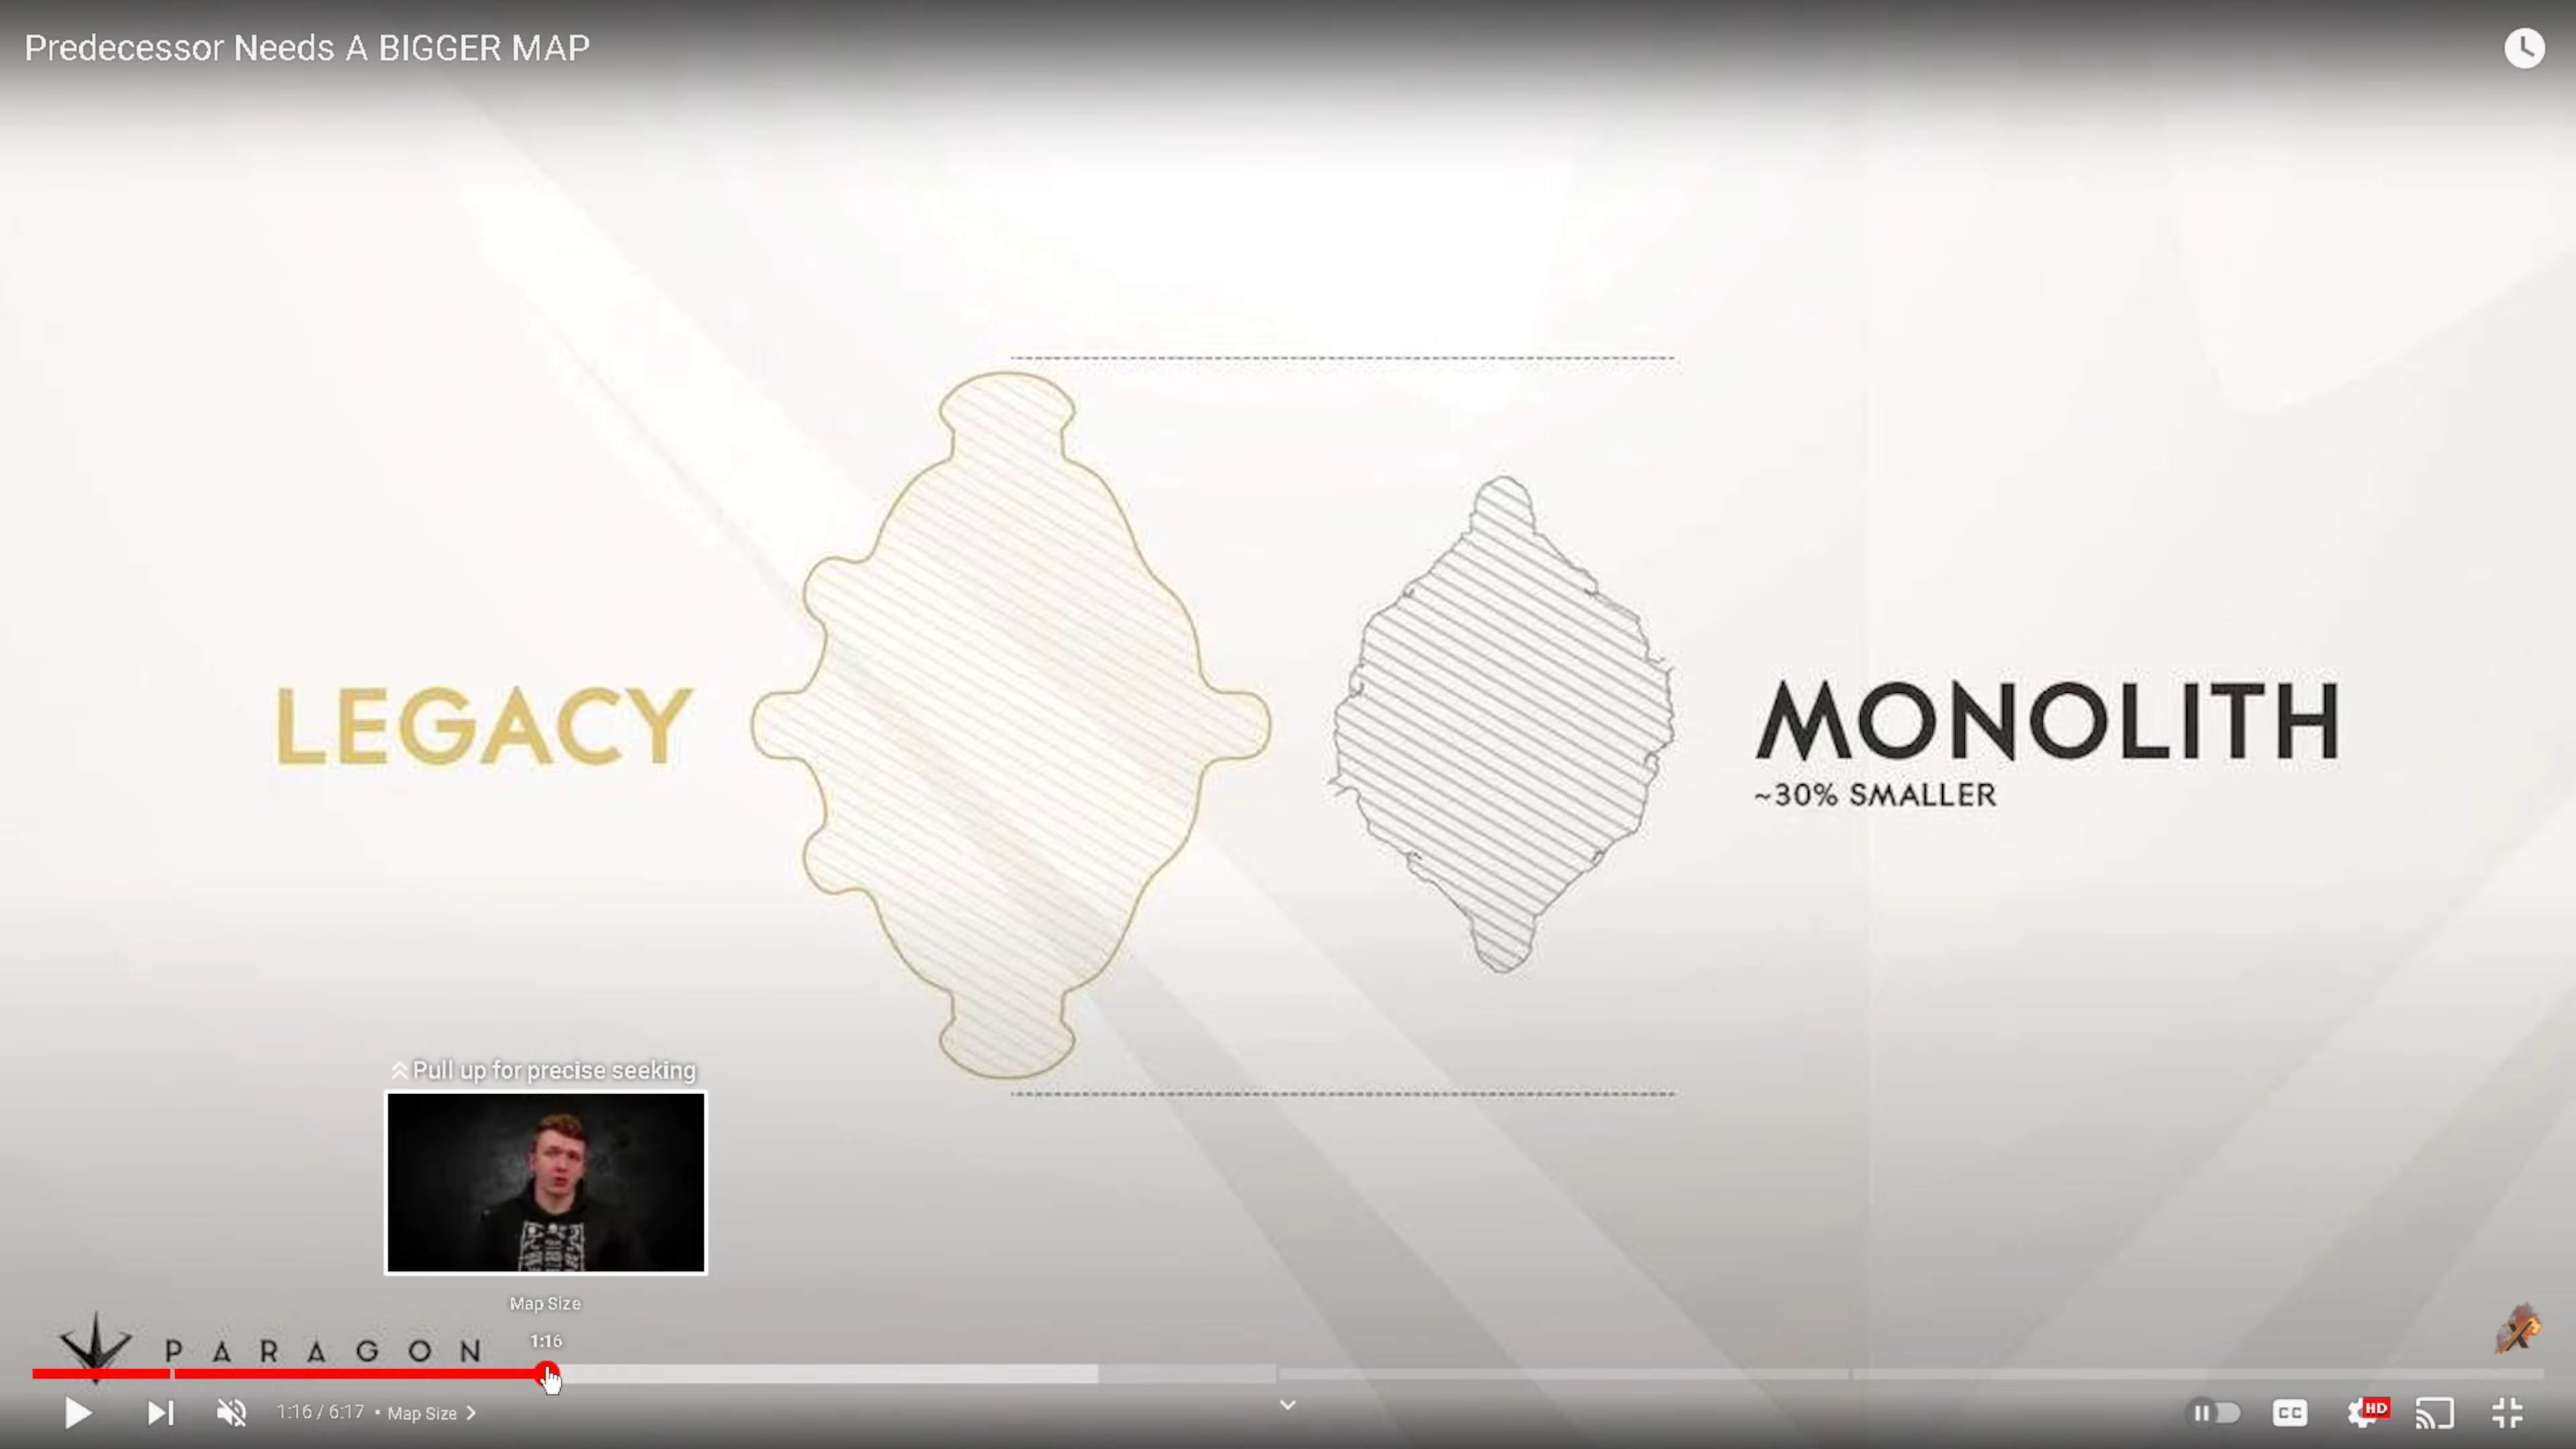 Predecessor Needs A BIGGER MAP
LEGACY
MONOLITH
~30% SMALLER
Pull up for precise seeking
Map Size
1:16
PARAGON
1:16 / 6:17 • Map Size
CC
HD